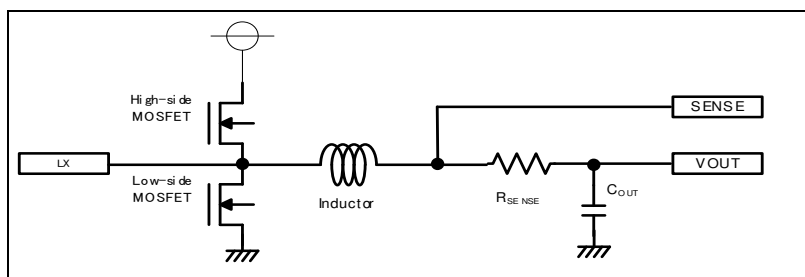 High-side
MOSFET
SENSE
LX
VOUT
Low-side
MOSFET
Inductor
RSENSE
COUT